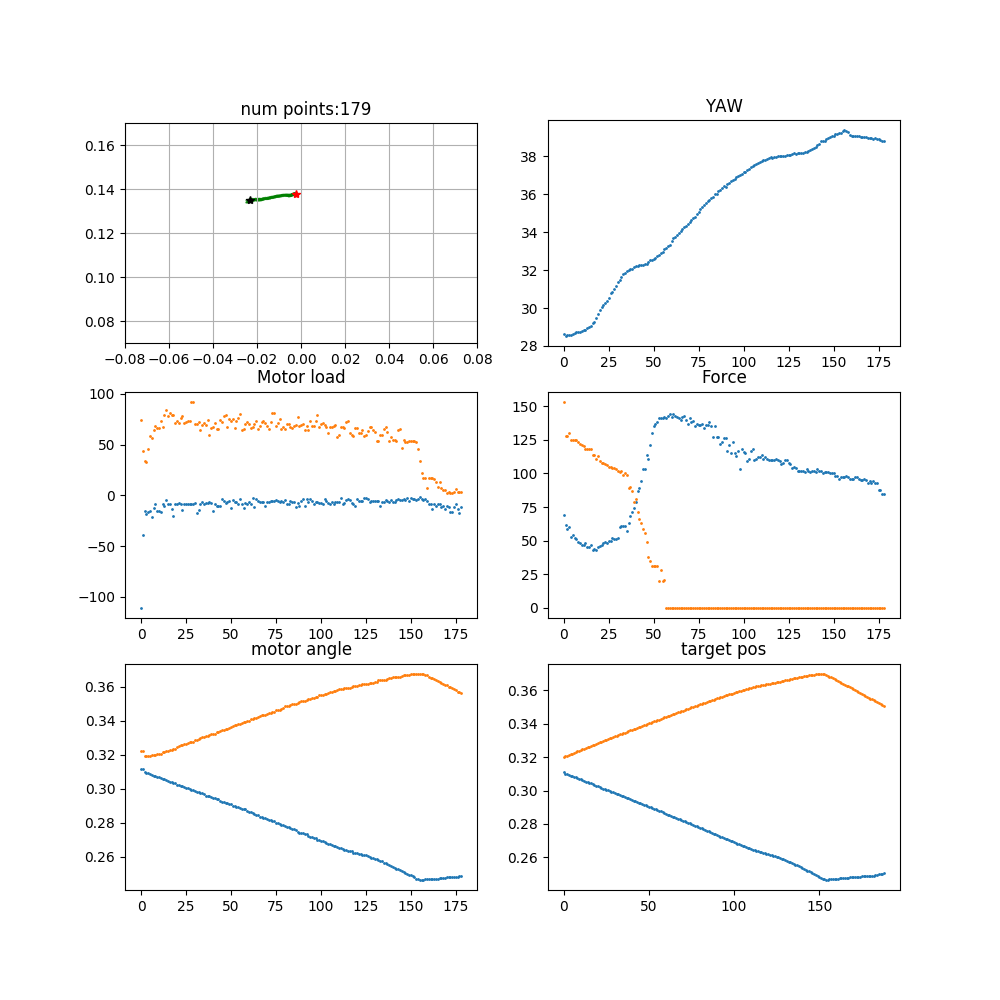 num points:179
0.16
0.14
0.12
0.10
0.08
−0.08 −0.06 −0.04 −0.02 0.00 0.02 0.04 0.06 0.08
YAW
38
36
34
32
30
28
0 25 50 75 100 125 150 175
Motor load
100
50
0
−50
−100
0 25 50 75 100 125 150 175
Force
150
125
100
75
50
25
0
0 25 50 75 100 125 150 175
motor angle
0.36
0.34
0.32
0.30
0.28
0.26
0 25 50 75 100 125 150 175
target pos
0.36
0.34
0.32
0.30
0.28
0.26
0 50 100 150